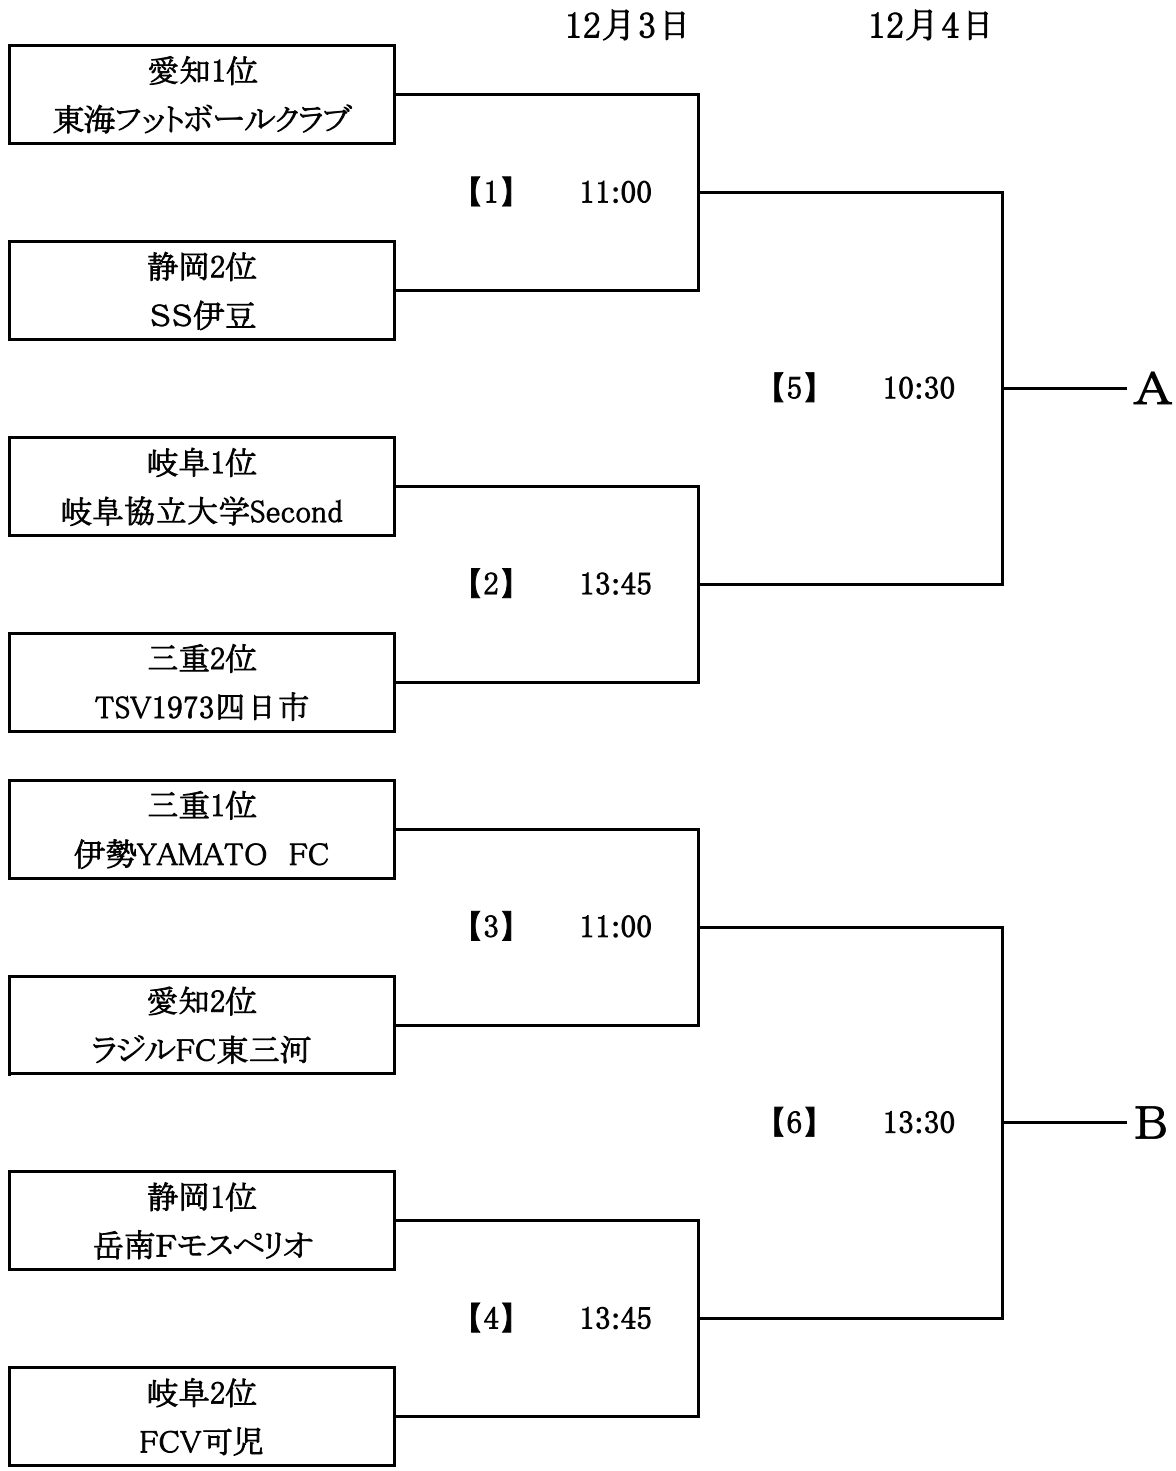 12月3日 12月4日
愛知1位
東海フットボールクラブ
【1】 11:00
静岡2位
SS伊豆
【5】 10:30 A
岐阜1位
岐阜協立大学Second
【2】 13:45
三重2位
TSV1973四日市
三重1位
伊勢YAMATO　FC
【3】 11:00
愛知2位
ラジルFC東三河
【6】 13:30 B
静岡1位
岳南Fモスペリオ
【4】 13:45
岐阜2位
FCV可児